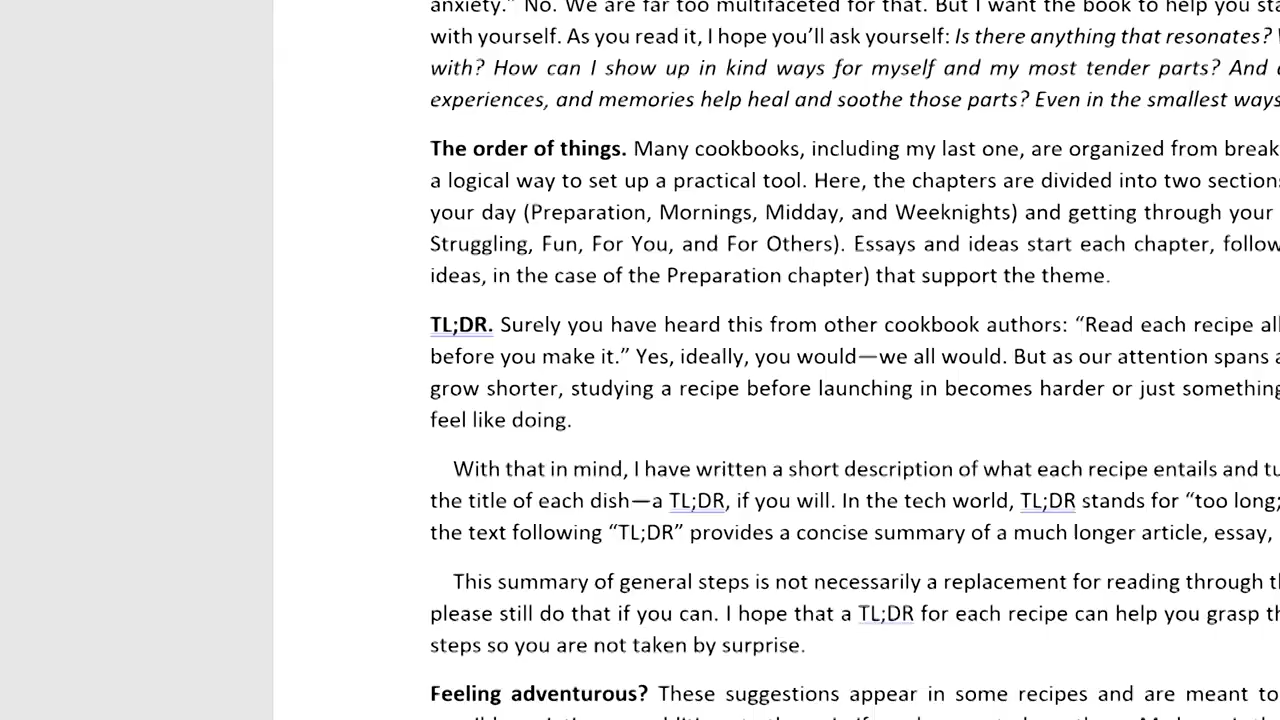 anxiety.” No. We are far too multifaceted for that. But I want the book to help you
with yourself. As you read it, I hope you’ll ask yourself: Is there anything that resonates?
with? How can I show up in kind ways for myself and my most tender parts? And
experiences, and memories help heal and soothe those parts? Even in the smallest ways
The order of things. Many cookbooks, including my last one, are organized from
a logical way to set up a practical tool. Here, the chapters are divided into two
your day (Preparation, Mornings, Midday, and Weeknights) and getting through your
Struggling, Fun, For You, and For Others). Essays and ideas start each chapter,
ideas, in the case of the Preparation chapter) that support the theme.
TL;DR. Surely you have heard this from other cookbook authors: “Read each recipe
before you make it.” Yes, ideally, you would—we all would. But as our attention spans
grow shorter, studying a recipe before launching in becomes harder or just something
feel like doing.
With that in mind, I have written a short description of what each recipe entails and
the title of each dish—a TL;DR, if you will. In the tech world, TL;DR stands for “too long;
the text following “TL;DR” provides a concise summary of a much longer article, essay,
This summary of general steps is not necessarily a replacement for reading through
please still do that if you can. I hope that a TL;DR for each recipe can help you grasp
steps so you are not taken by surprise.
Feeling adventurous? These suggestions appear in some recipes and are meant to